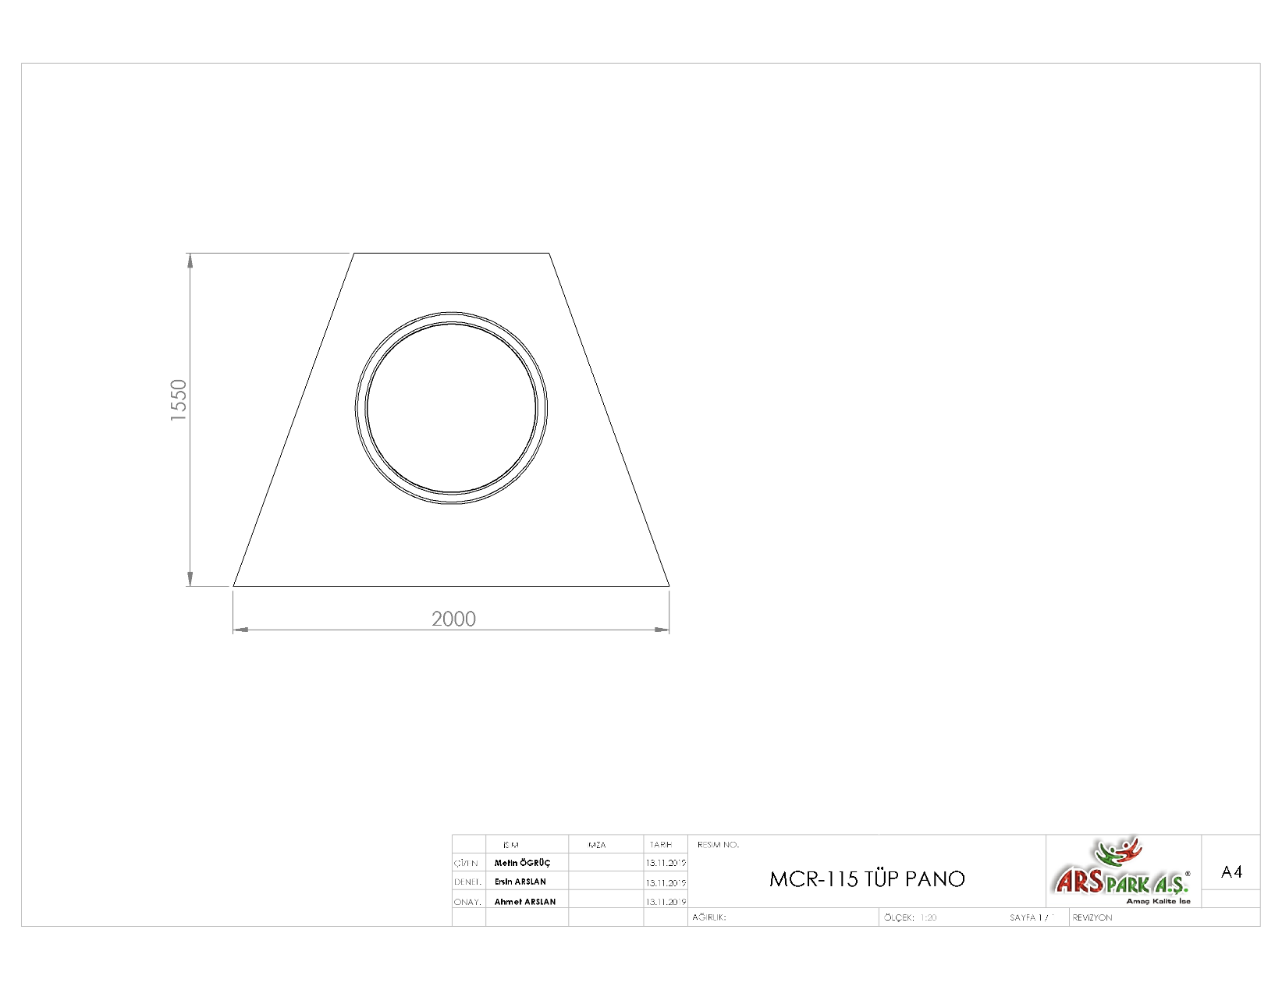 1550
2000
İSİM İMZA TARİH RESİM NO.
ÇİZEN Metin ÖGRÜÇ 13.11.2019
DENET. Ersin ARSLAN 13.11.2019
ONAY. Ahmet ARSLAN 13.11.2019
MCR-115 TÜP PANO
ARSPARK A.Ş.®
Amaç Kalite İse
A4
AĞIRLIK: ÖLÇEK: 1:20 SAYFA 1 / 1 REVİZYON